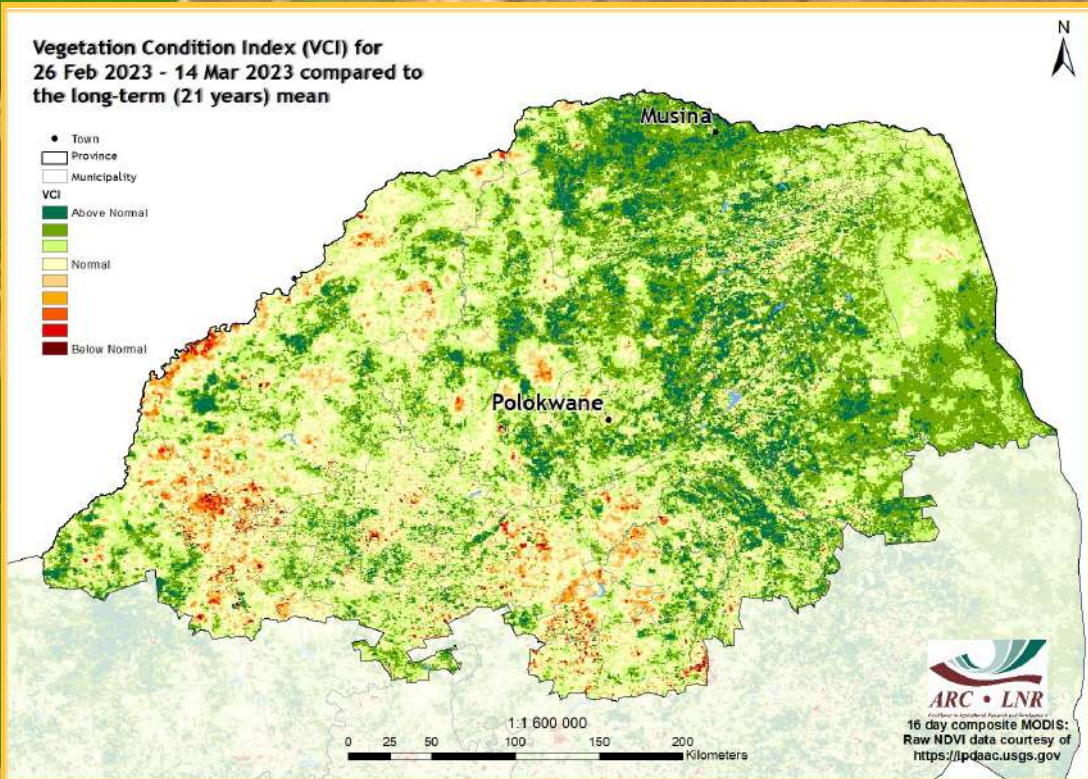 Vegetation Condition Index (VCI) for
26 Feb 2023 - 14 Mar 2023 compared to
the long-term (21 years) mean
N
Town
Province
Municipality
VCI
Above Normal
Normal
Below Normal
Musina
Polokwane
1:1 600 000
0 25 50 100 150 200
Kilometers
ARC • LNR
16 day composite MODIS:
Raw NDVI data courtesy of
https://lpdaac.usgs.gov